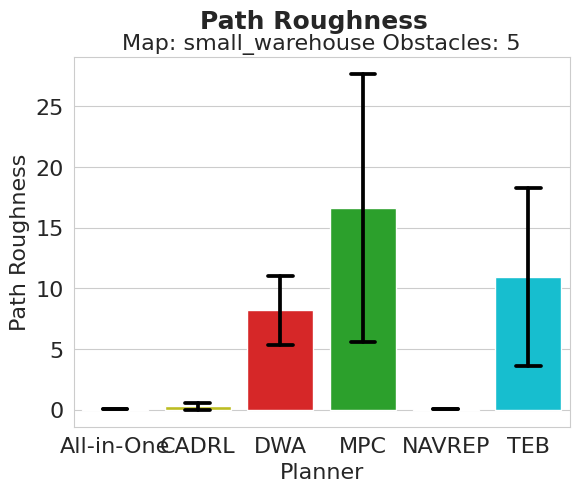 Path Roughness
Map: small_warehouse Obstacles: 5
Path Roughness
25
20
15
10
5
0
All-in-One CADRL DWA MPC NAVREP TEB
Planner